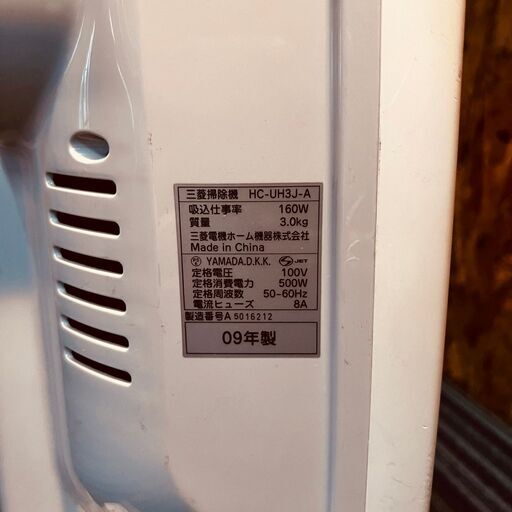 三菱掃除機 HC-UH3J-A
吸込仕事率 160W
質量 3.0kg
三菱電機ホーム機器株式会社
Made in China
YAMADA.D.K.K. JET
定格電圧 100V
定格消費電力 500W
定格周波数 50-60Hz
電流ヒューズ 8A
製造番号A 5016212
09年製